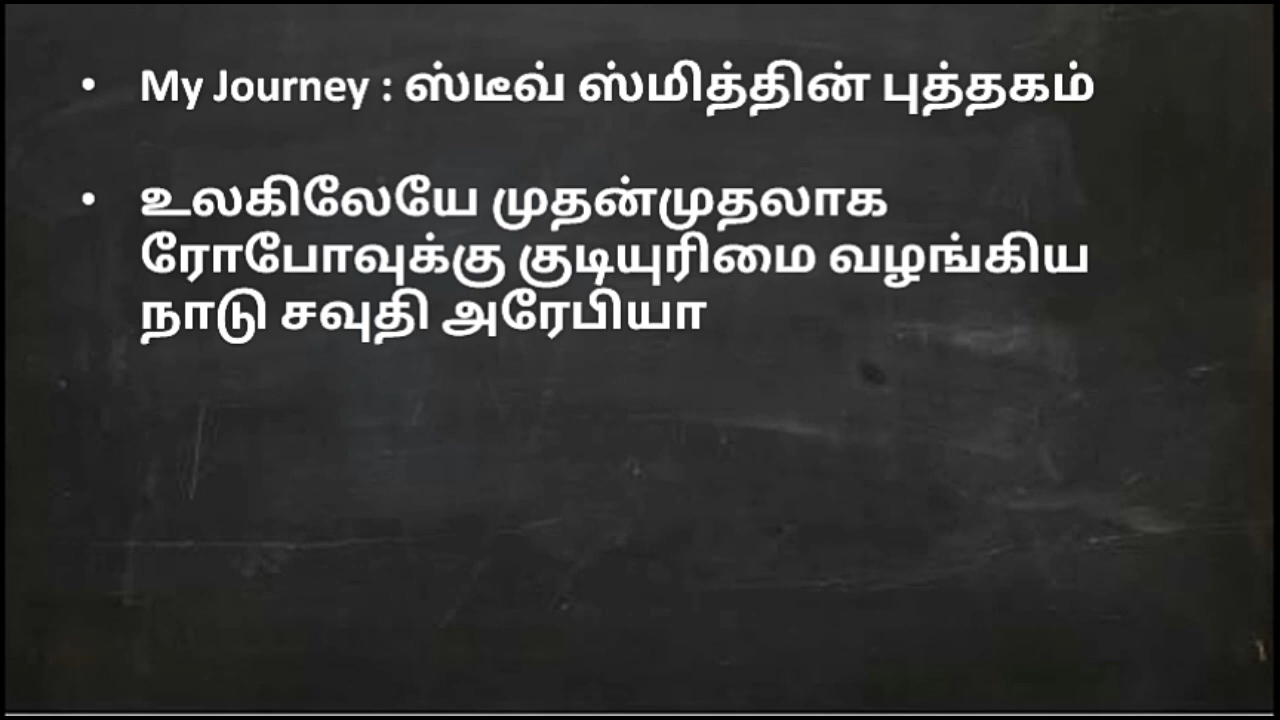 • My Journey : ஸ்டீவ் ஸ்மித்தின் புத்தகம்
• உலகிலேயே முதன்முதலாக
ரோபோவுக்கு குடியுரிமை வழங்கிய
நாடு சவுதி அரேபியா